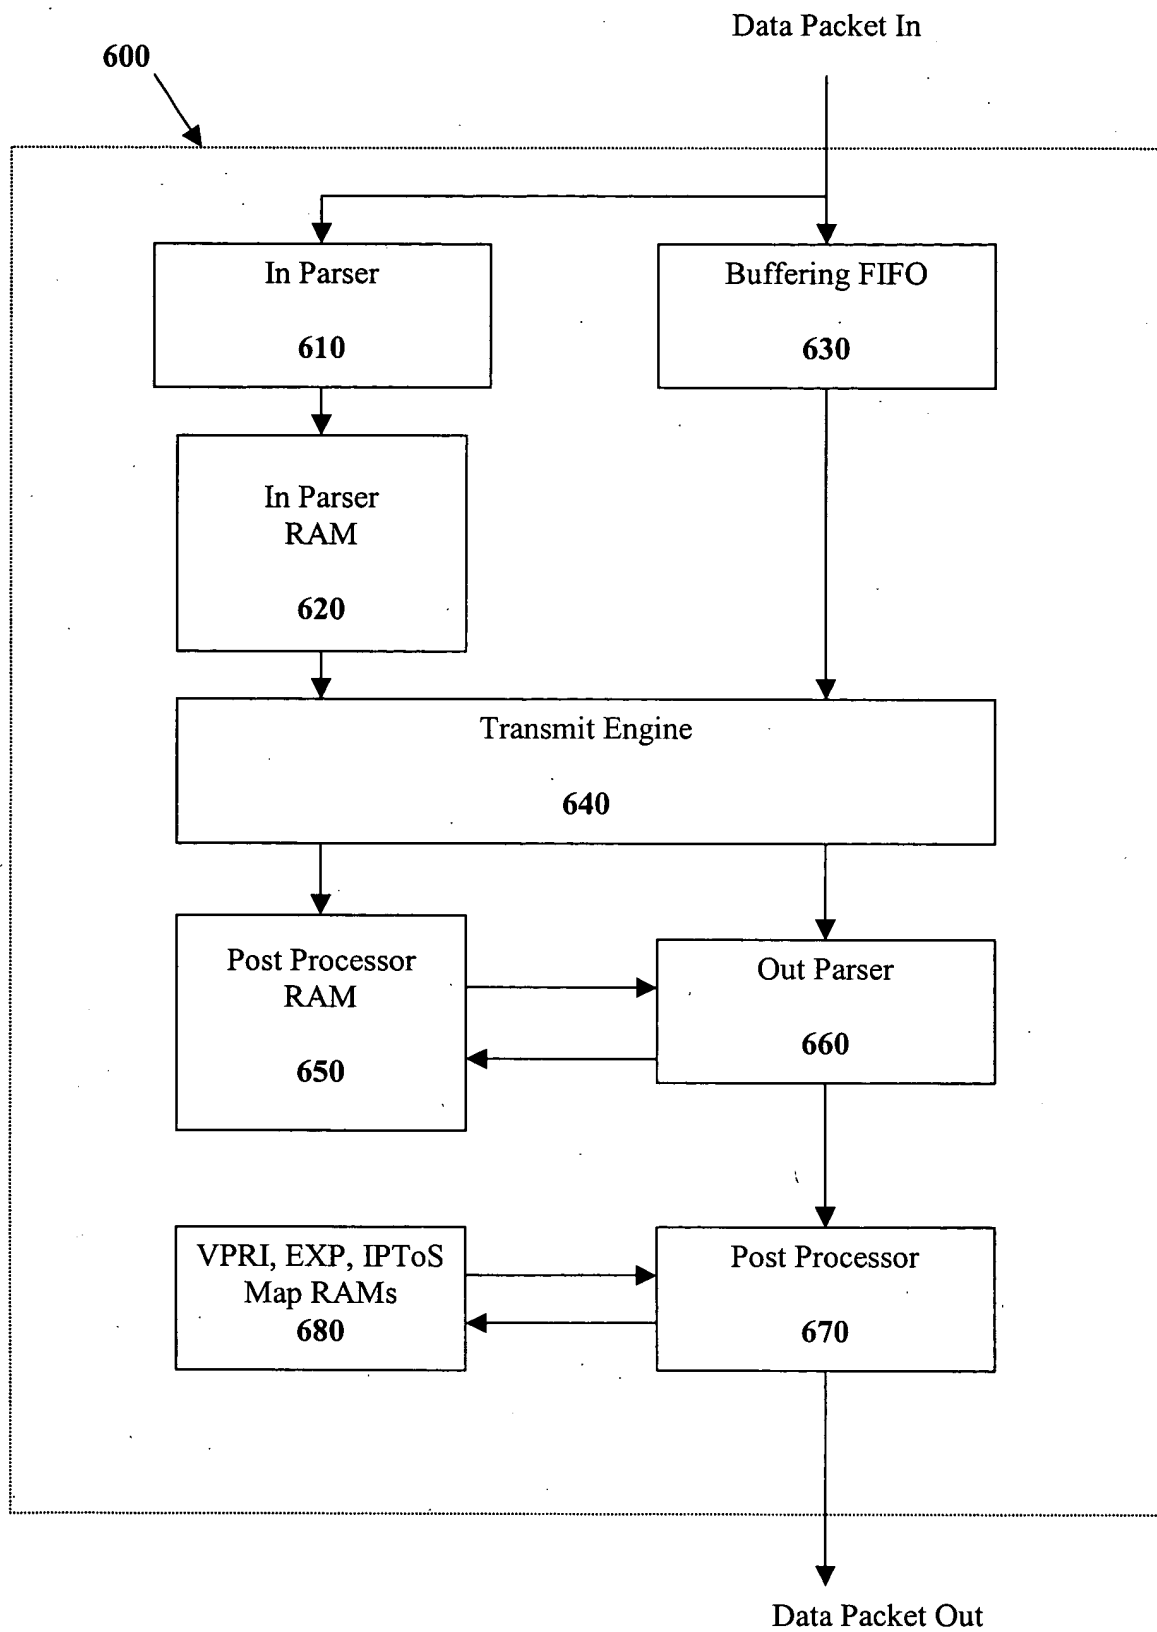 Data Packet In
600
In Parser
610
Buffering FIFO
630
In Parser
RAM
620
Transmit Engine
640
Post Processor
RAM
650
Out Parser
660
VPRI, EXP, IPToS
Map RAMs
680
Post Processor
670
Data Packet Out